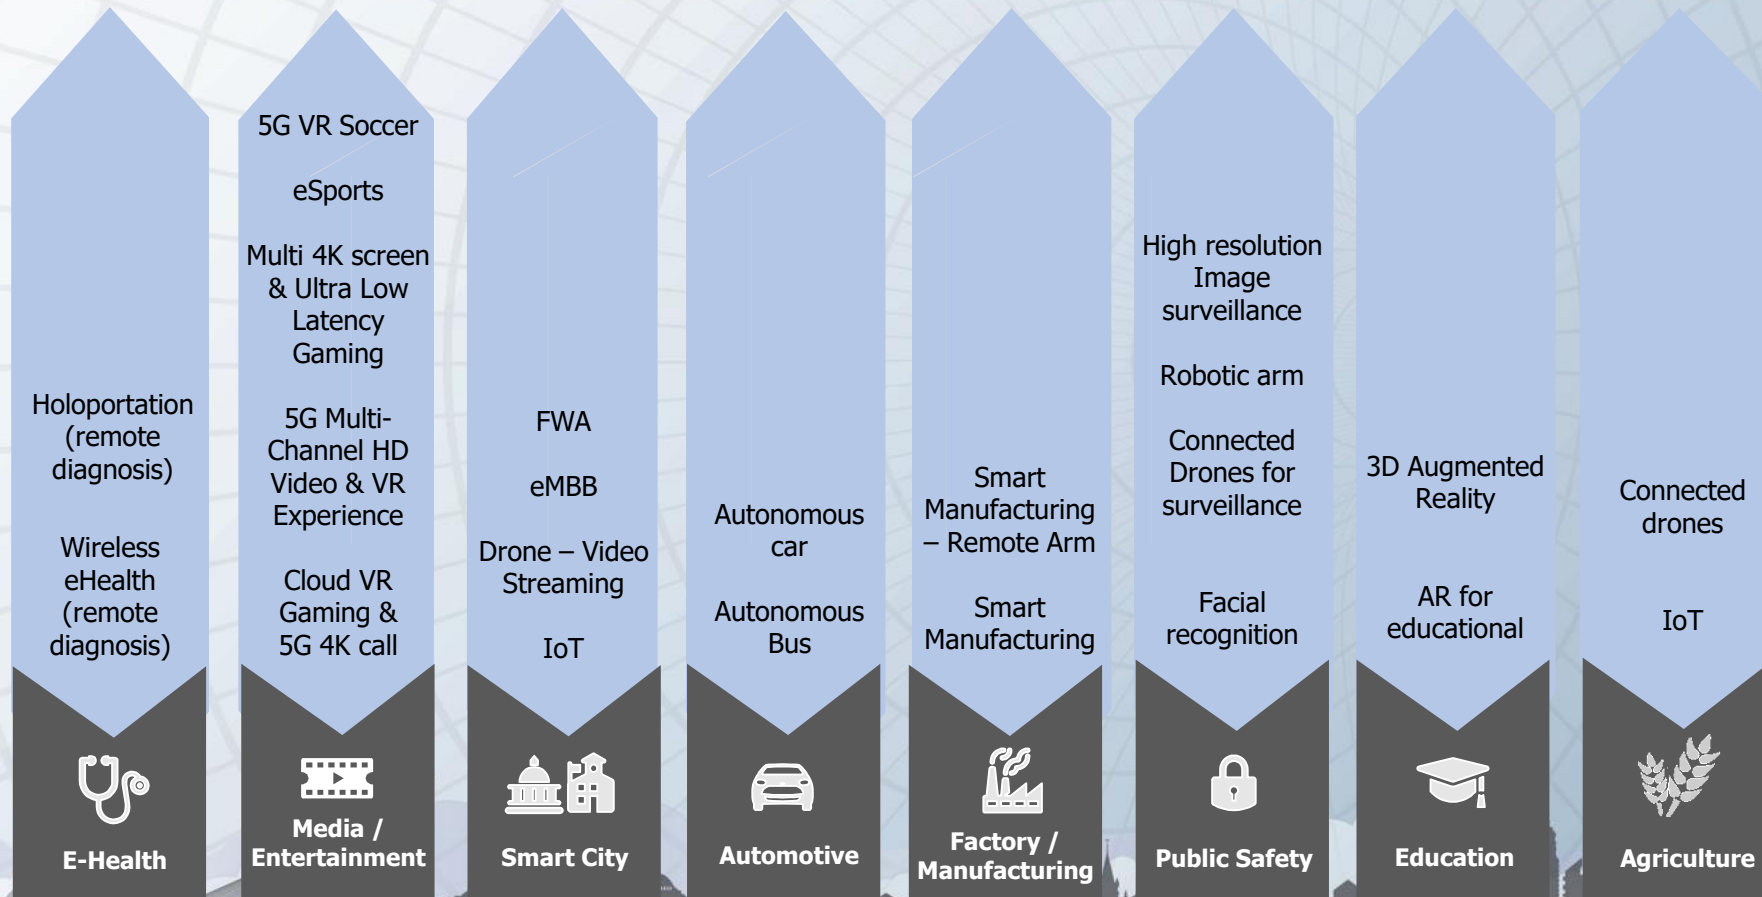 Holoportation
(remote
diagnosis)
Wireless
eHealth
(remote
diagnosis)
E-Health
5G VR Soccer
eSports
Multi 4K screen
& Ultra Low
Latency
Gaming
5G Multi-
Channel HD
Video & VR
Experience
Cloud VR
Gaming &
5G 4K call
Media /
Entertainment
FWA
eMBB
Drone – Video
Streaming
IoT
Smart City
Autonomous
car
Autonomous
Bus
Automotive
Smart
Manufacturing
– Remote Arm
Smart
Manufacturing
Factory /
Manufacturing
High resolution
Image
surveillance
Robotic arm
Connected
Drones for
surveillance
Facial
recognition
Public Safety
3D Augmented
Reality
AR for
educational
Education
Connected
drones
IoT
Agriculture